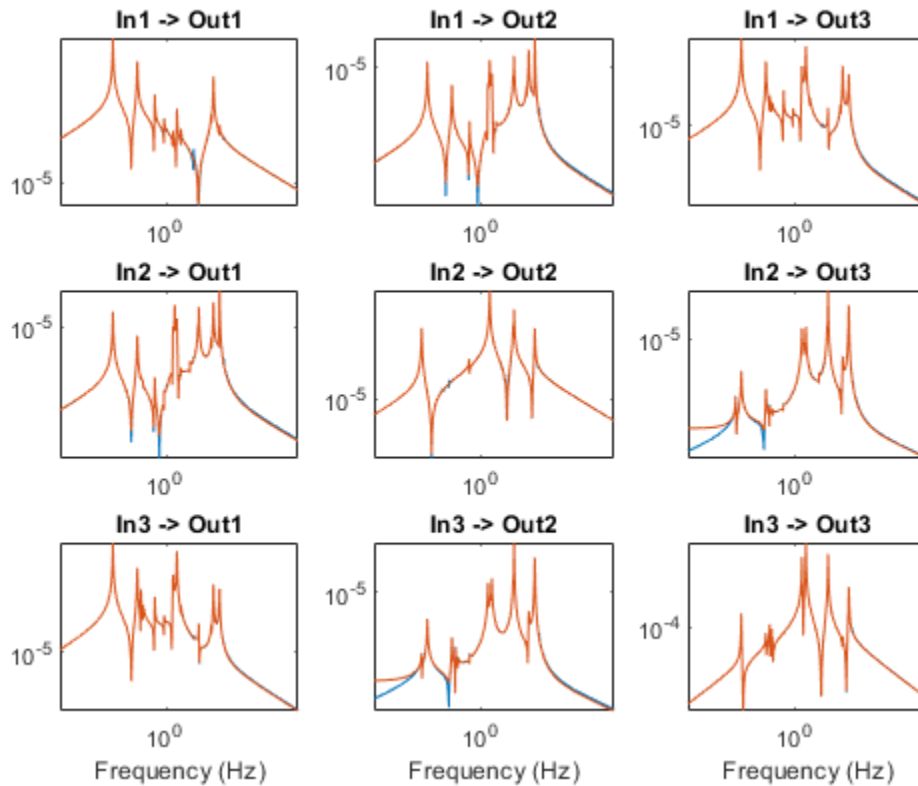 In1 -> Out1 In1 -> Out2 In1 -> Out3
10^-5 10^-5 10^-5
10^0 10^0 10^0
In2 -> Out1 In2 -> Out2 In2 -> Out3
10^-5 10^-5 10^-5
10^0 10^0 10^0
In3 -> Out1 In3 -> Out2 In3 -> Out3
10^-5 10^-5 10^-4
10^0 10^0 10^0
Frequency (Hz) Frequency (Hz) Frequency (Hz)